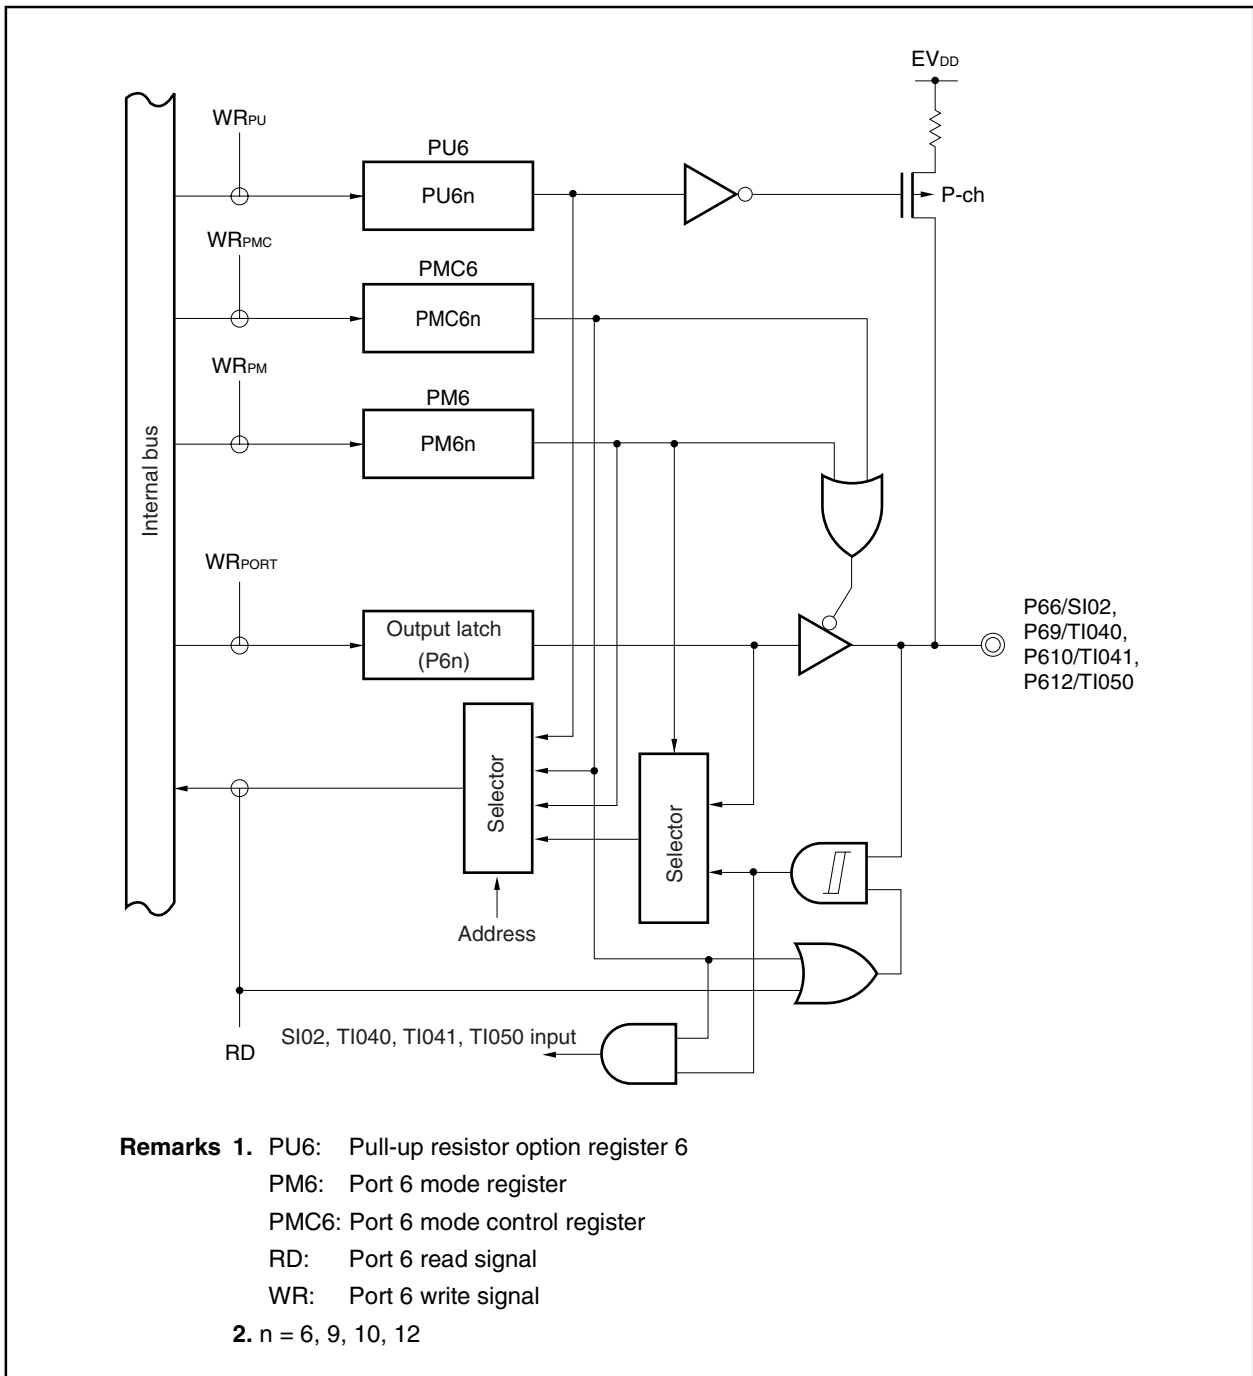 EVDD
WRPU
PU6
PU6n
P-ch
WRPMC
PMC6
PMC6n
WRPM
PM6
PM6n
Internal bus
WRPORT
Output latch
(P6n)
P66/SI02,
P69/TI040,
P610/TI041,
P612/TI050
Selector
Selector
Address
SI02, TI040, TI041, TI050 input
RD
Remarks 1. PU6: Pull-up resistor option register 6
PM6: Port 6 mode register
PMC6: Port 6 mode control register
RD: Port 6 read signal
WR: Port 6 write signal
2. n = 6, 9, 10, 12